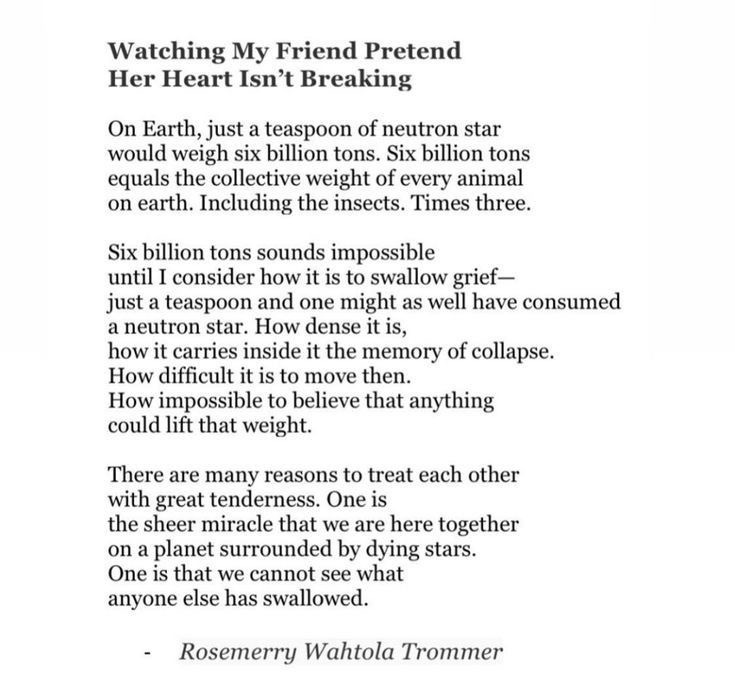 Watching My Friend Pretend
Her Heart Isn’t Breaking
On Earth, just a teaspoon of neutron star
would weigh six billion tons. Six billion tons
equals the collective weight of every animal
on earth. Including the insects. Times three.
Six billion tons sounds impossible
until I consider how it is to swallow grief—
just a teaspoon and one might as well have consumed
a neutron star. How dense it is,
how it carries inside it the memory of collapse.
How difficult it is to move then.
How impossible to believe that anything
could lift that weight.
There are many reasons to treat each other
with great tenderness. One is
the sheer miracle that we are here together
on a planet surrounded by dying stars.
One is that we cannot see what
anyone else has swallowed.
- Rosemerry Wahtola Trommer